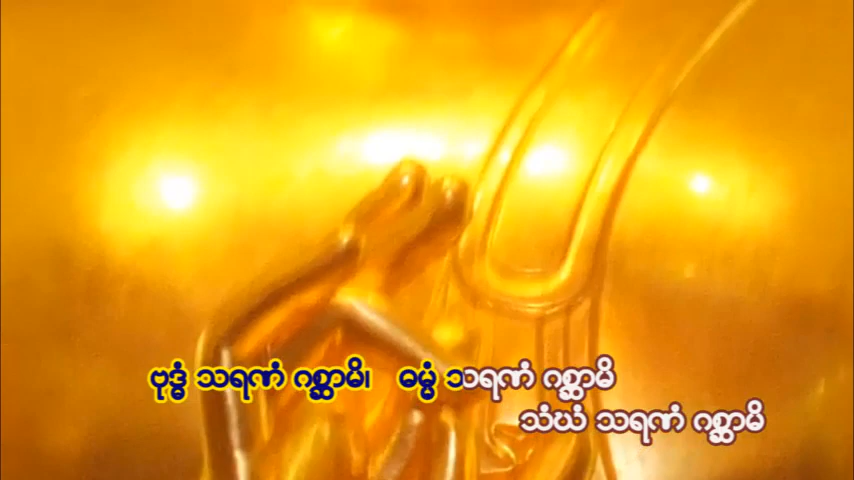 ဗုဒ္ဓံ သရဏံ ဂစ္ဆာမိ၊ ဓမ္မံ သရဏံ ဂစ္ဆာမိ
သံဃံ သရဏံ ဂစ္ဆာမိ